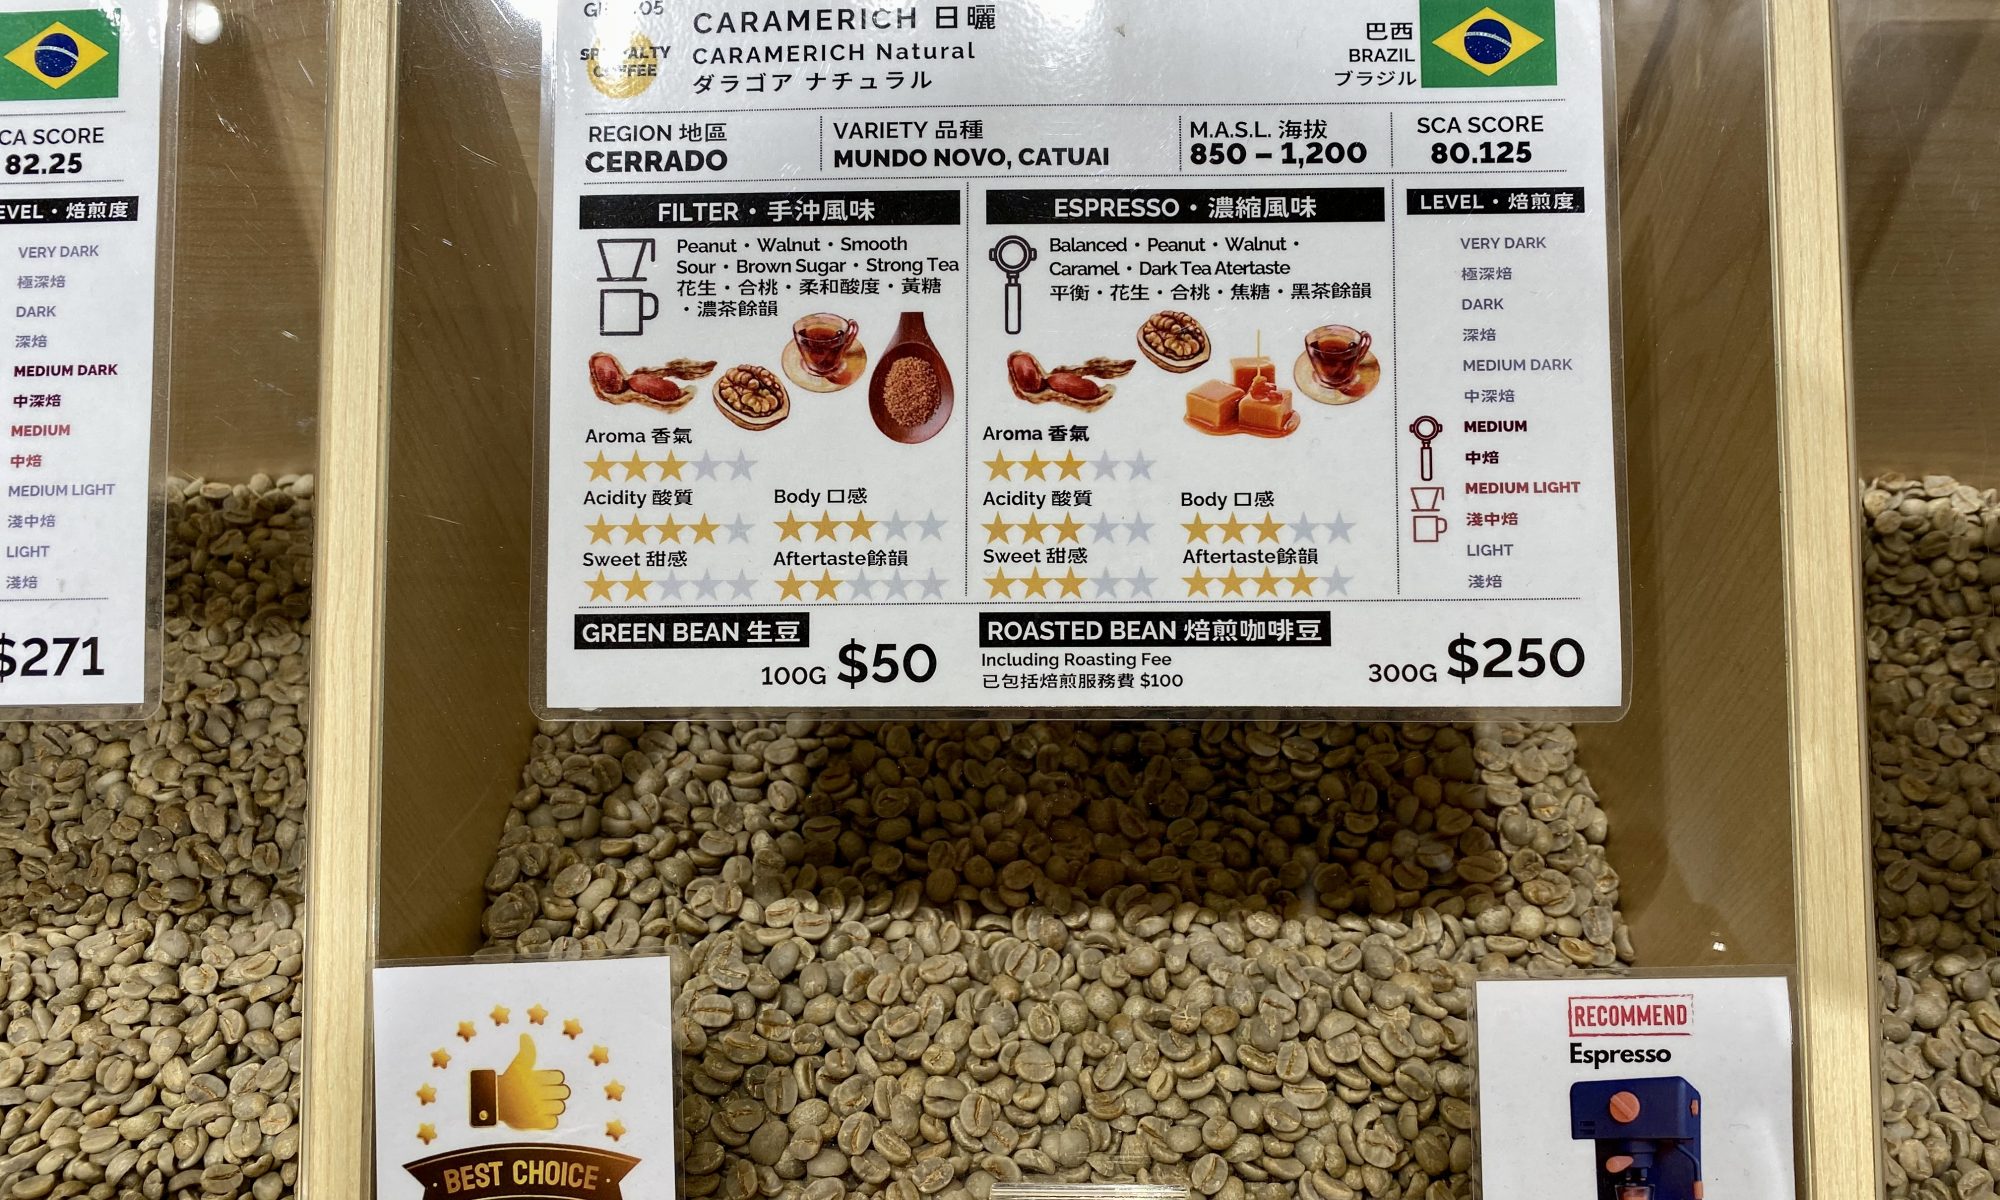 CA SCORE
82.25
EVEL・焙煎度
VERY DARK
極深焙
DARK
深焙
MEDIUM DARK
中深焙
MEDIUM
中焙
MEDIUM LIGHT
淺中焙
LIGHT
淺焙
$271
CARAMERICH 日曬
CARAMERICH Natural
ダラゴア ナチュラル
巴西
BRAZIL
ブラジル
REGION 地區
CERRADO
VARIETY 品種
MUNDO NOVO, CATUAI
M.A.S.L. 海拔
850 – 1,200
SCA SCORE
80.125
FILTER・手沖風味
Peanut・Walnut・Smooth
Sour・Brown Sugar・Strong Tea
花生・合桃・柔和酸度・黃糖
・濃茶餘韻
Aroma 香氣
Acidity 酸質
Body 口感
Sweet 甜感
Aftertaste餘韻
ESPRESSO・濃縮風味
Balanced・Peanut・Walnut・
Caramel・Dark Tea Atertaste
平衡・花生・合桃・焦糖・黑茶餘韻
Aroma 香氣
Acidity 酸質
Body 口感
Sweet 甜感
Aftertaste餘韻
LEVEL・焙煎度
VERY DARK
極深焙
DARK
深焙
MEDIUM DARK
中深焙
MEDIUM
中焙
MEDIUM LIGHT
淺中焙
LIGHT
淺焙
GREEN BEAN 生豆
100G $50
ROASTED BEAN 焙煎咖啡豆
Including Roasting Fee
已包括焙煎服務費 $100
300G $250
・BEST CHOICE・
RECOMMEND
Espresso